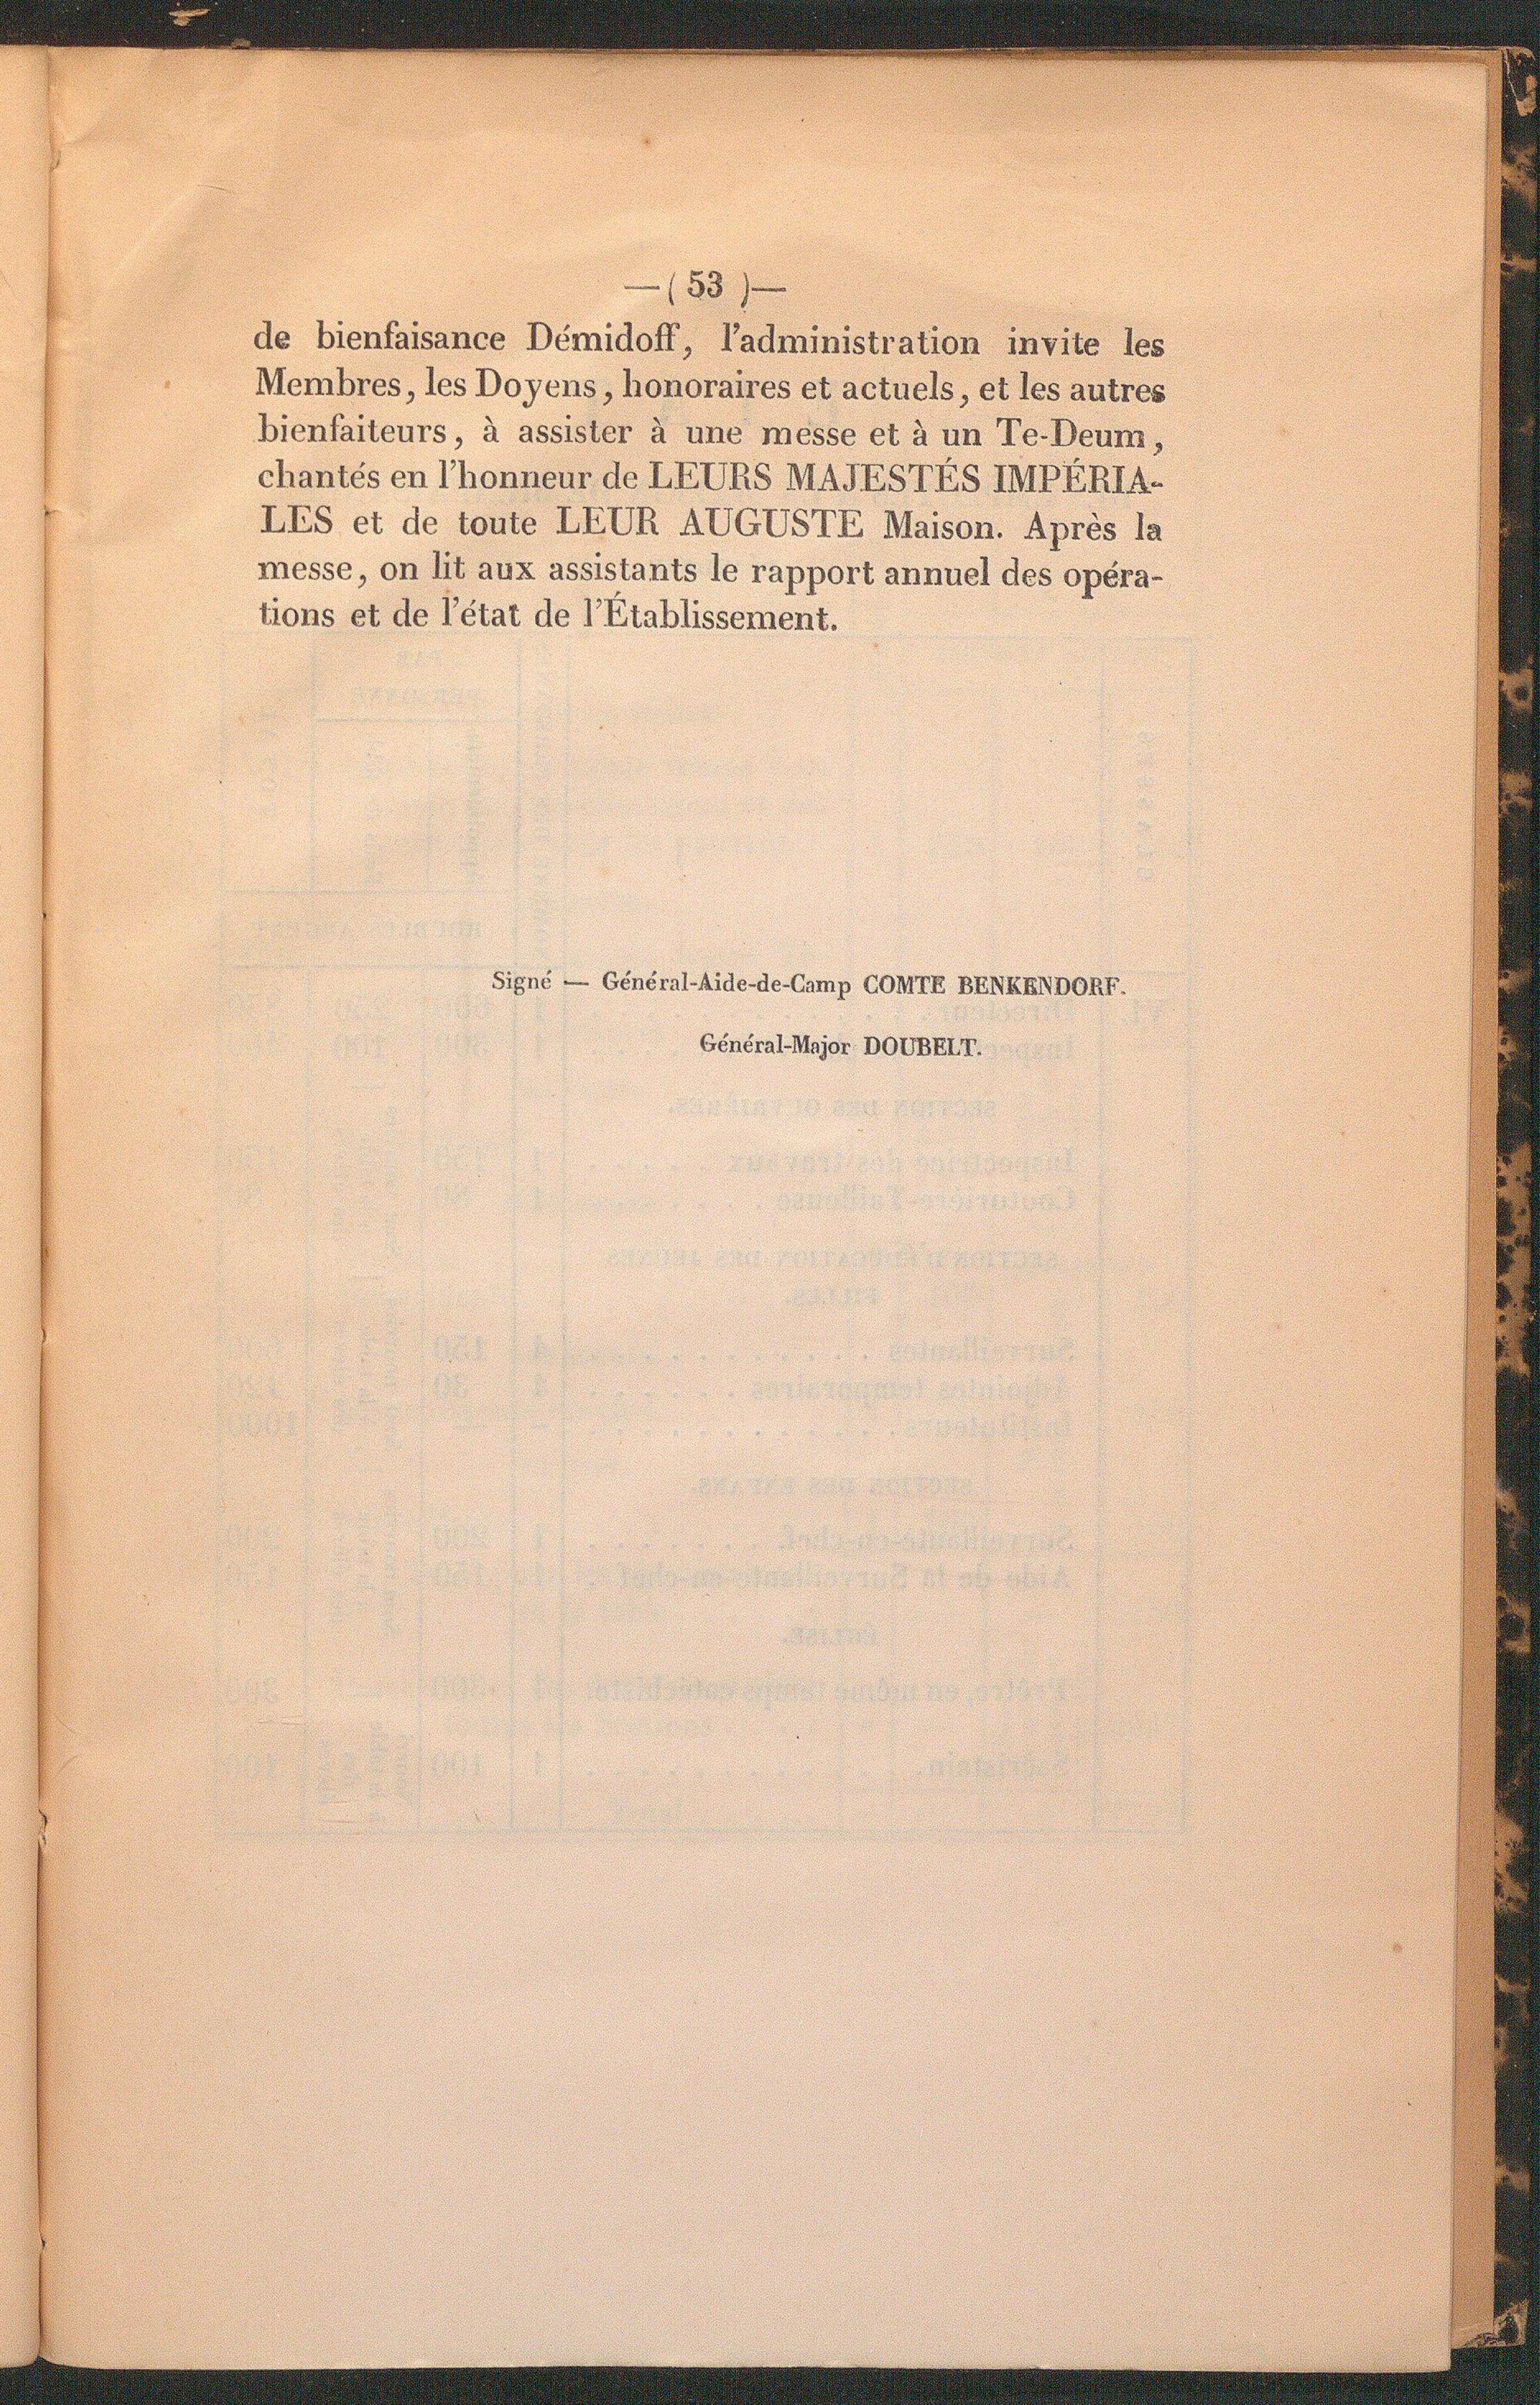 —( 53 )—
de bienfaisance Démidoff, l'administration invite les
Membres, les Doyens, honoraires et actuels, et les autres
bienfaiteurs, à assister à une messe et à un Te-Deum,
chantés en l'honneur de LEURS MAJESTÉS IMPÉRIA-
LES et de toute LEUR AUGUSTE Maison. Après la
messe, on lit aux assistants le rapport annuel des opéra-
tions et de l'état de l'Établissement.
Signé — Général-Aide-de-Camp COMTE BENKENDORF.
Général-Major DOUBELT.